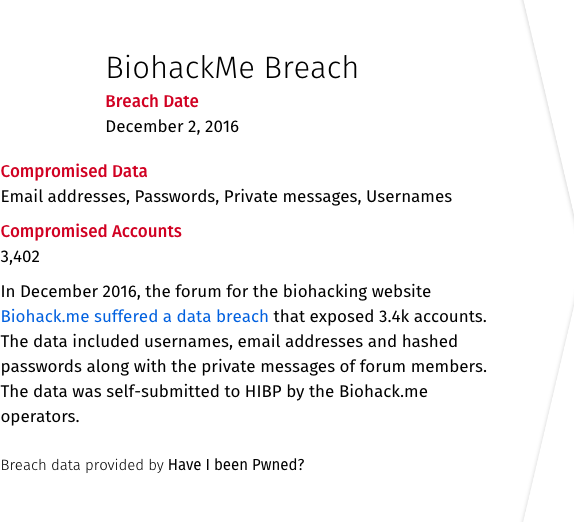 BiohackMe Breach
Breach Date
December 2, 2016
Compromised Data
Email addresses, Passwords, Private messages, Usernames
Compromised Accounts
3,402
In December 2016, the forum for the biohacking website
Biohack.me suffered a data breach that exposed 3.4k accounts.
The data included usernames, email addresses and hashed
passwords along with the private messages of forum members.
The data was self-submitted to HIBP by the Biohack.me
operators.
Breach data provided by Have I been Pwned?